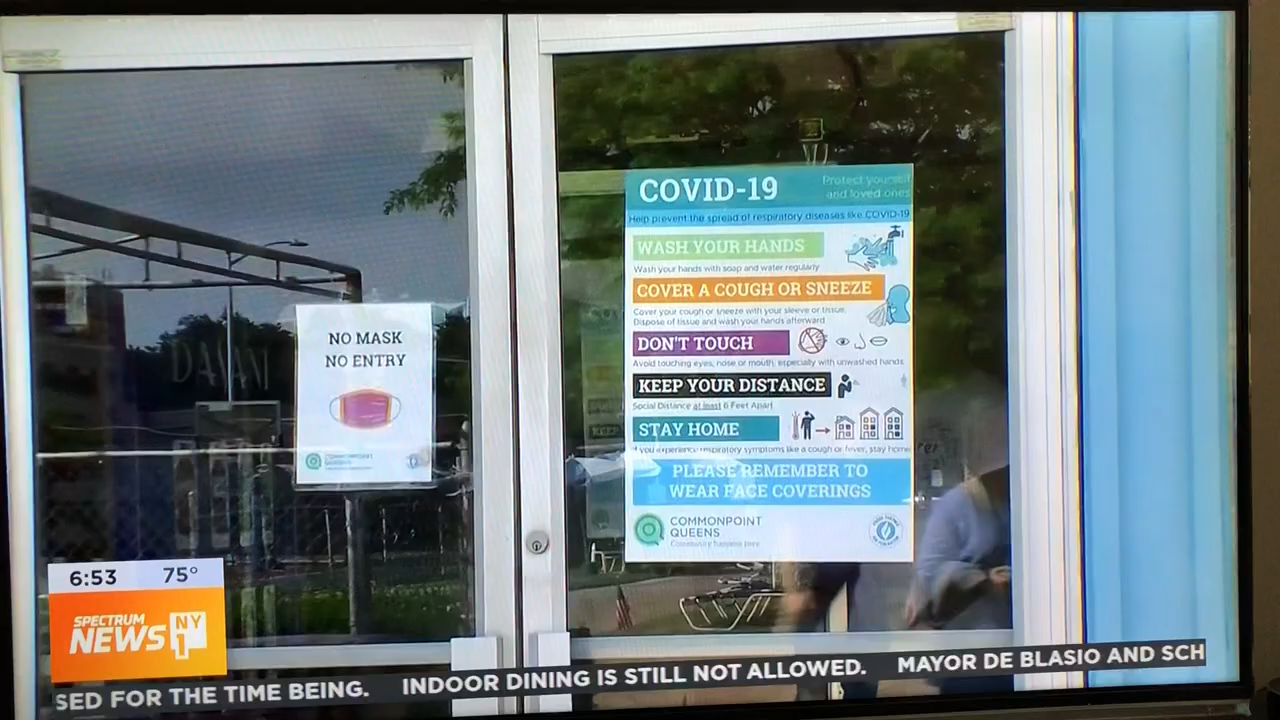 NO MASK
NO ENTRY
COMMONPOINT
QUEENS
COVID-19
Protect yourself
and loved ones
Help prevent the spread of respiratory diseases like COVID-19
WASH YOUR HANDS
Wash your hands with soap and water regularly
COVER A COUGH OR SNEEZE
Cover your cough or sneeze with your sleeve or tissue.
Dispose of tissue and wash your hands afterward
DON'T TOUCH
Avoid touching eyes, nose or mouth, especially with unwashed hands
KEEP YOUR DISTANCE
Social Distance at least 6 Feet Apart
STAY HOME
If you experience respiratory symptoms like a cough or fever, stay home
PLEASE REMEMBER TO
WEAR FACE COVERINGS
COMMONPOINT
QUEENS
Community happens here
6:53 75°
SPECTRUM
NEWS NY
1
SED FOR THE TIME BEING. INDOOR DINING IS STILL NOT ALLOWED. MAYOR DE BLASIO AND SCH